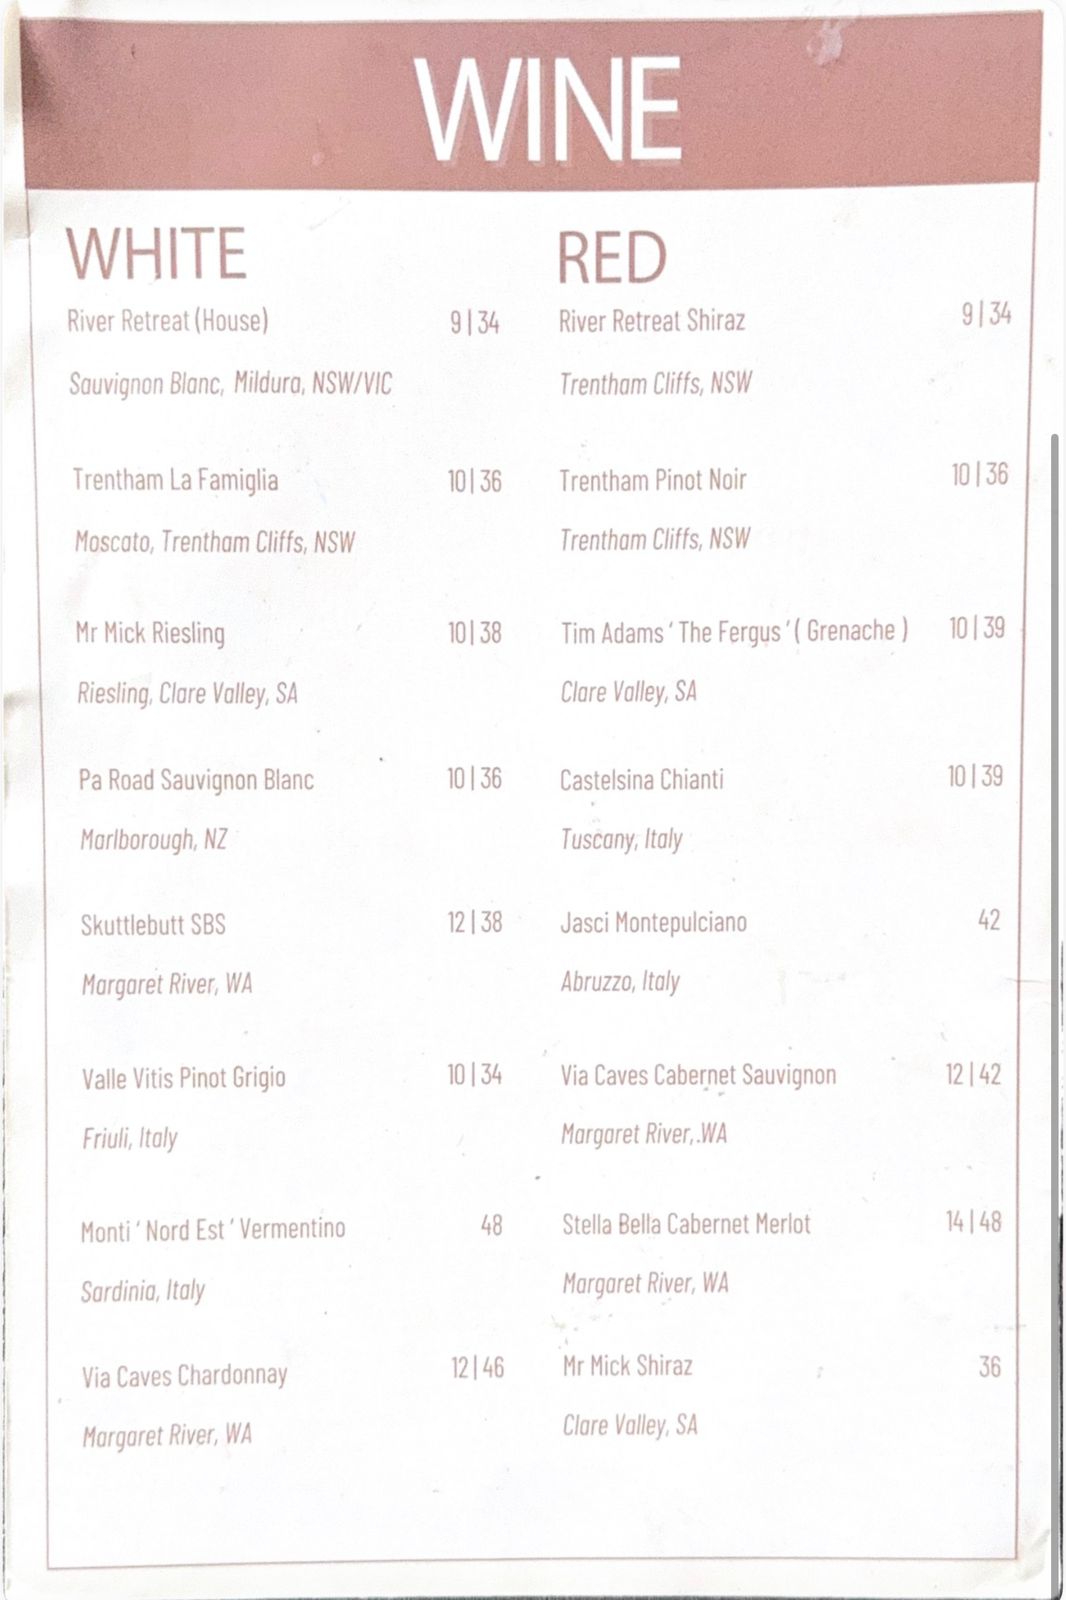 WINE
WHITE
River Retreat (House) 9|34
Sauvignon Blanc, Mildura, NSW/VIC
Trentham La Famiglia 10|36
Moscato, Trentham Cliffs, NSW
Mr Mick Riesling 10|38
Riesling, Clare Valley, SA
Pa Road Sauvignon Blanc 10|36
Marlborough, NZ
Skuttlebutt SBS 12|38
Margaret River, WA
Valle Vitis Pinot Grigio 10|34
Friuli, Italy
Monti ' Nord Est ' Vermentino 48
Sardinia, Italy
Via Caves Chardonnay 12|46
Margaret River, WA
RED
River Retreat Shiraz 9|34
Trentham Cliffs, NSW
Trentham Pinot Noir 10|36
Trentham Cliffs, NSW
Tim Adams ' The Fergus ' ( Grenache ) 10|39
Clare Valley, SA
Castelsina Chianti 10|39
Tuscany, Italy
Jasci Montepulciano 42
Abruzzo, Italy
Via Caves Cabernet Sauvignon 12|42
Margaret River, WA
Stella Bella Cabernet Merlot 14|48
Margaret River, WA
Mr Mick Shiraz 36
Clare Valley, SA